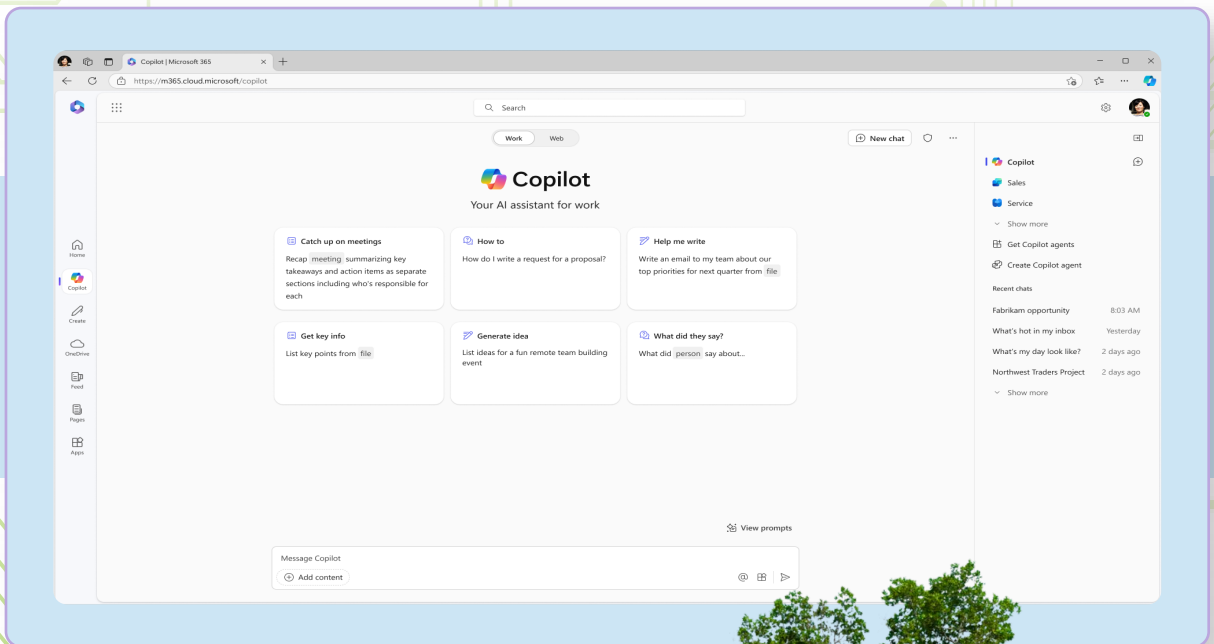 Copilot | Microsoft 365
https://m365.cloud.microsoft/copilot
Search
Work Web
New chat
Copilot
Your AI assistant for work
Catch up on meetings
Recap meeting summarizing key
takeaways and action items as separate
sections including who's responsible for
each
How to
How do I write a request for a proposal?
Help me write
Write an email to my team about our
top priorities for next quarter from file
Get key info
List key points from file
Generate idea
List ideas for a fun remote team building
event
What did they say?
What did person say about...
View prompts
Message Copilot
Add content
Home
Copilot
Create
OneDrive
Feed
Pages
Apps
Copilot
Sales
Service
Show more
Get Copilot agents
Create Copilot agent
Recent chats
Fabrikam opportunity 8:03 AM
What's hot in my inbox Yesterday
What's my day look like? 2 days ago
Northwest Traders Project 2 days ago
Show more